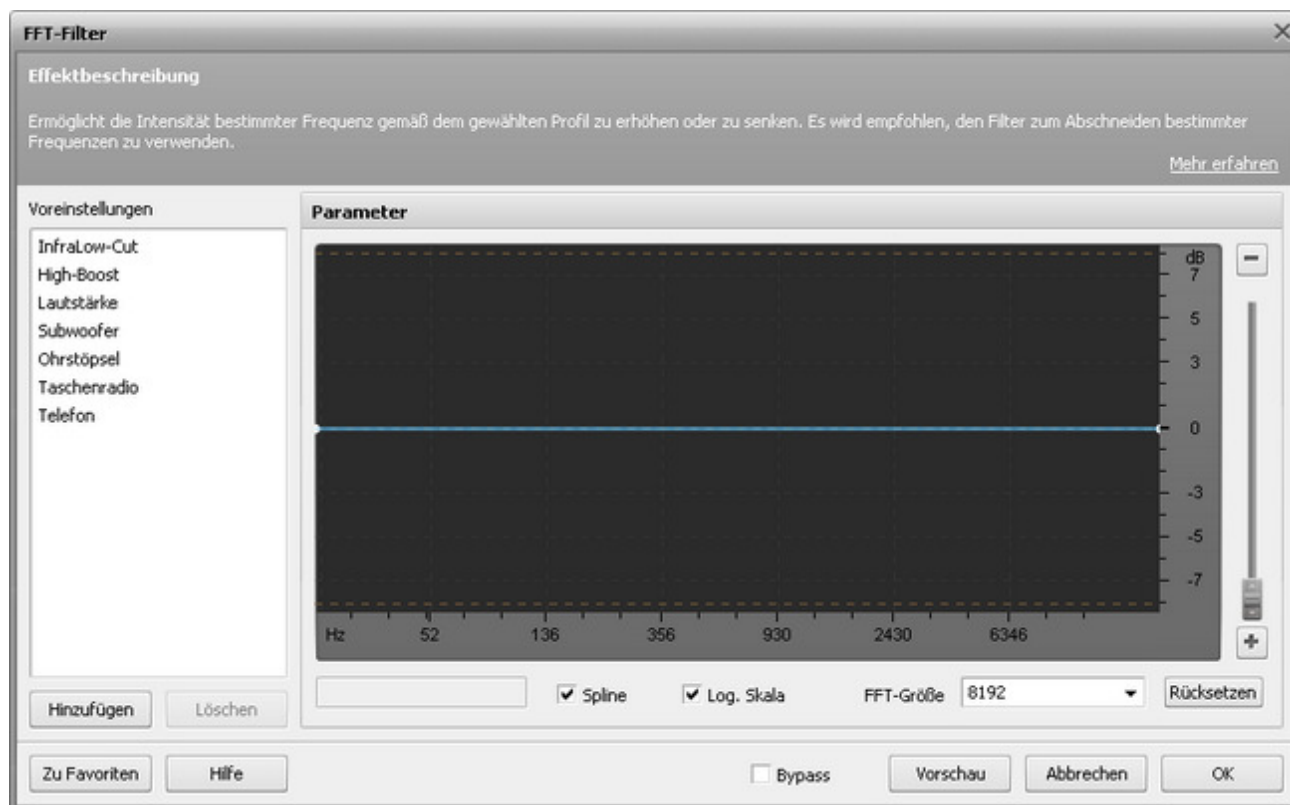 FFT-Filter
Effektbeschreibung
Ermöglicht die Intensität bestimmter Frequenz gemäß dem gewählten Profil zu erhöhen oder zu senken. Es wird empfohlen, den Filter zum Abschneiden bestimmter
Frequenzen zu verwenden.
Mehr erfahren
Voreinstellungen
InfraLow-Cut
High-Boost
Lautstärke
Subwoofer
Ohrstöpsel
Taschenradio
Telefon
Parameter
dB
7
5
3
0
-3
-5
-7
Hz 52 136 356 930 2430 6346
Spline Log. Skala FFT-Größe 8192 Rücksetzen
Hinzufügen Löschen
Zu Favoriten Hilfe Bypass Vorschau Abbrechen OK